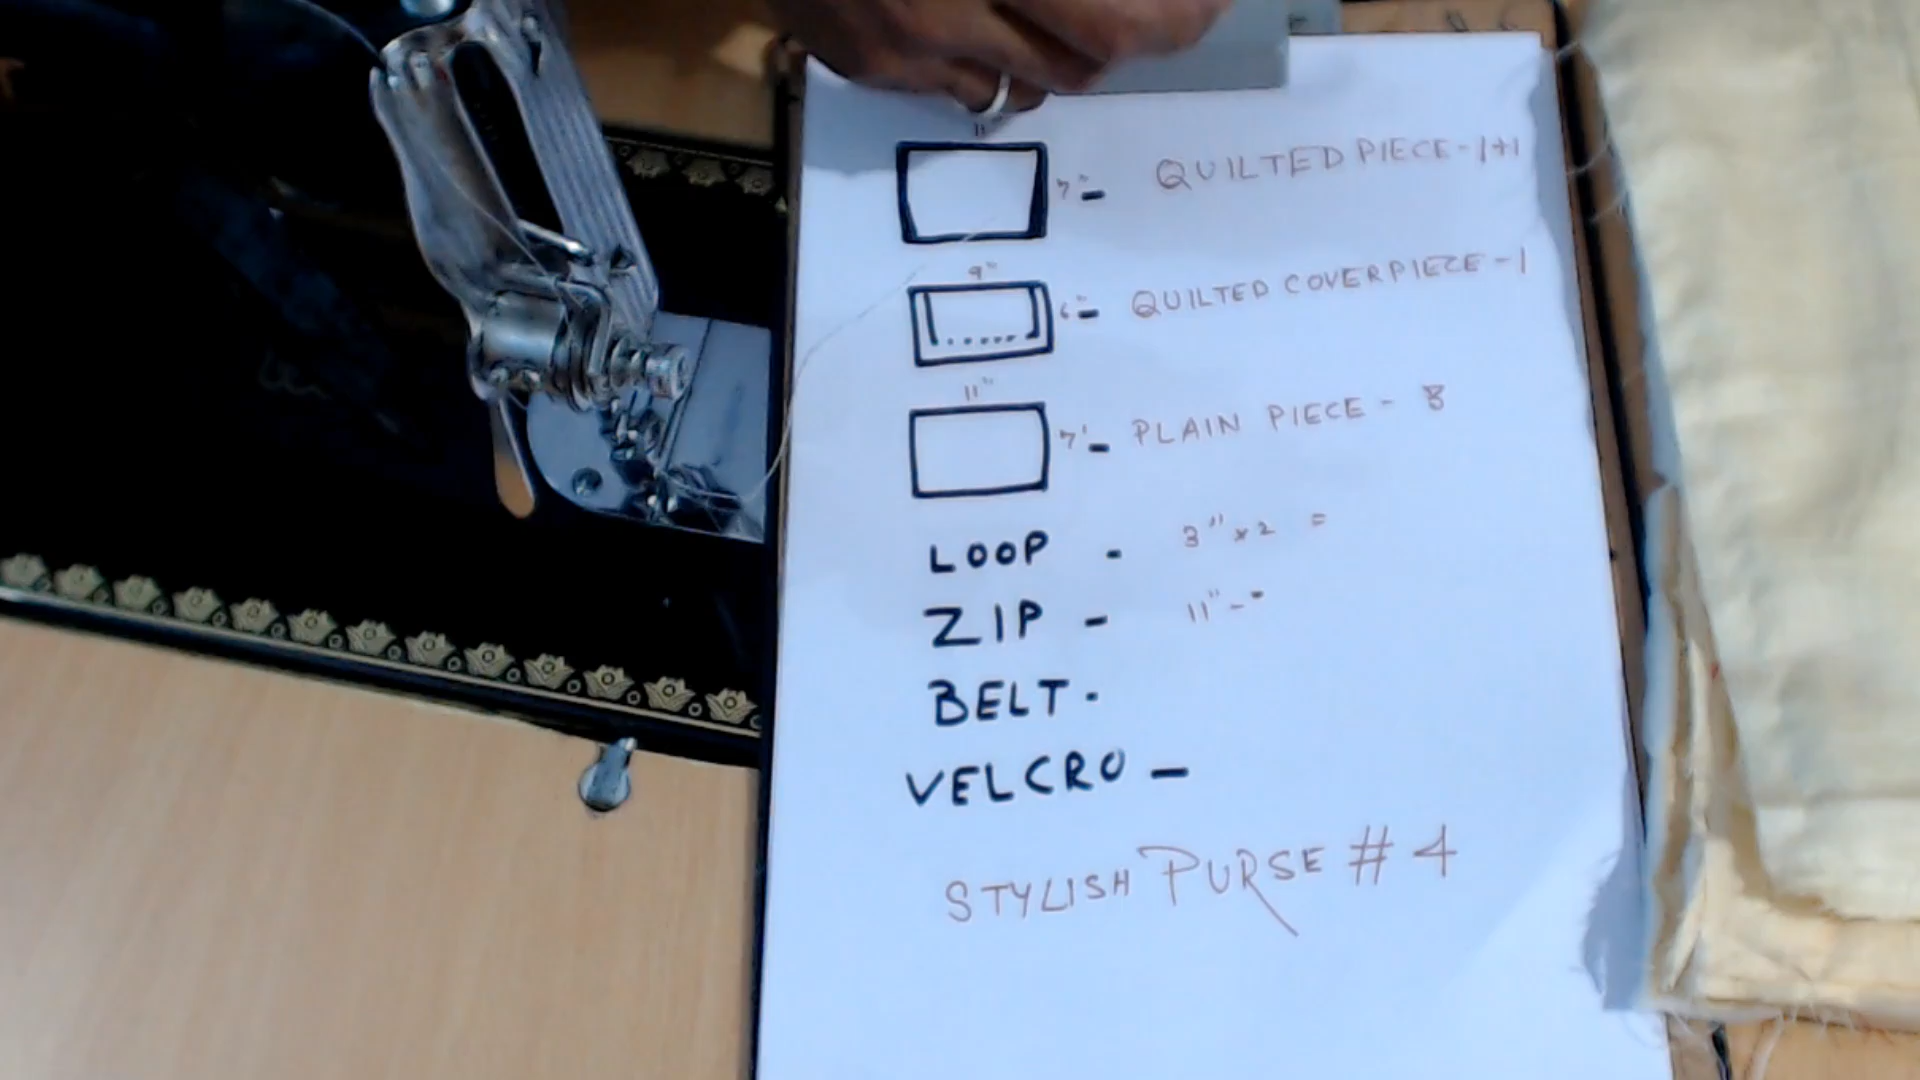 11"
7" - QUILTED PIECE - 1+1
9"
6" - QUILTED COVER PIECE - 1
11"
7' - PLAIN PIECE - 8
LOOP - 3" x 2 =
ZIP - 11" -
BELT -
VELCRO -
STYLISH PURSE # 4